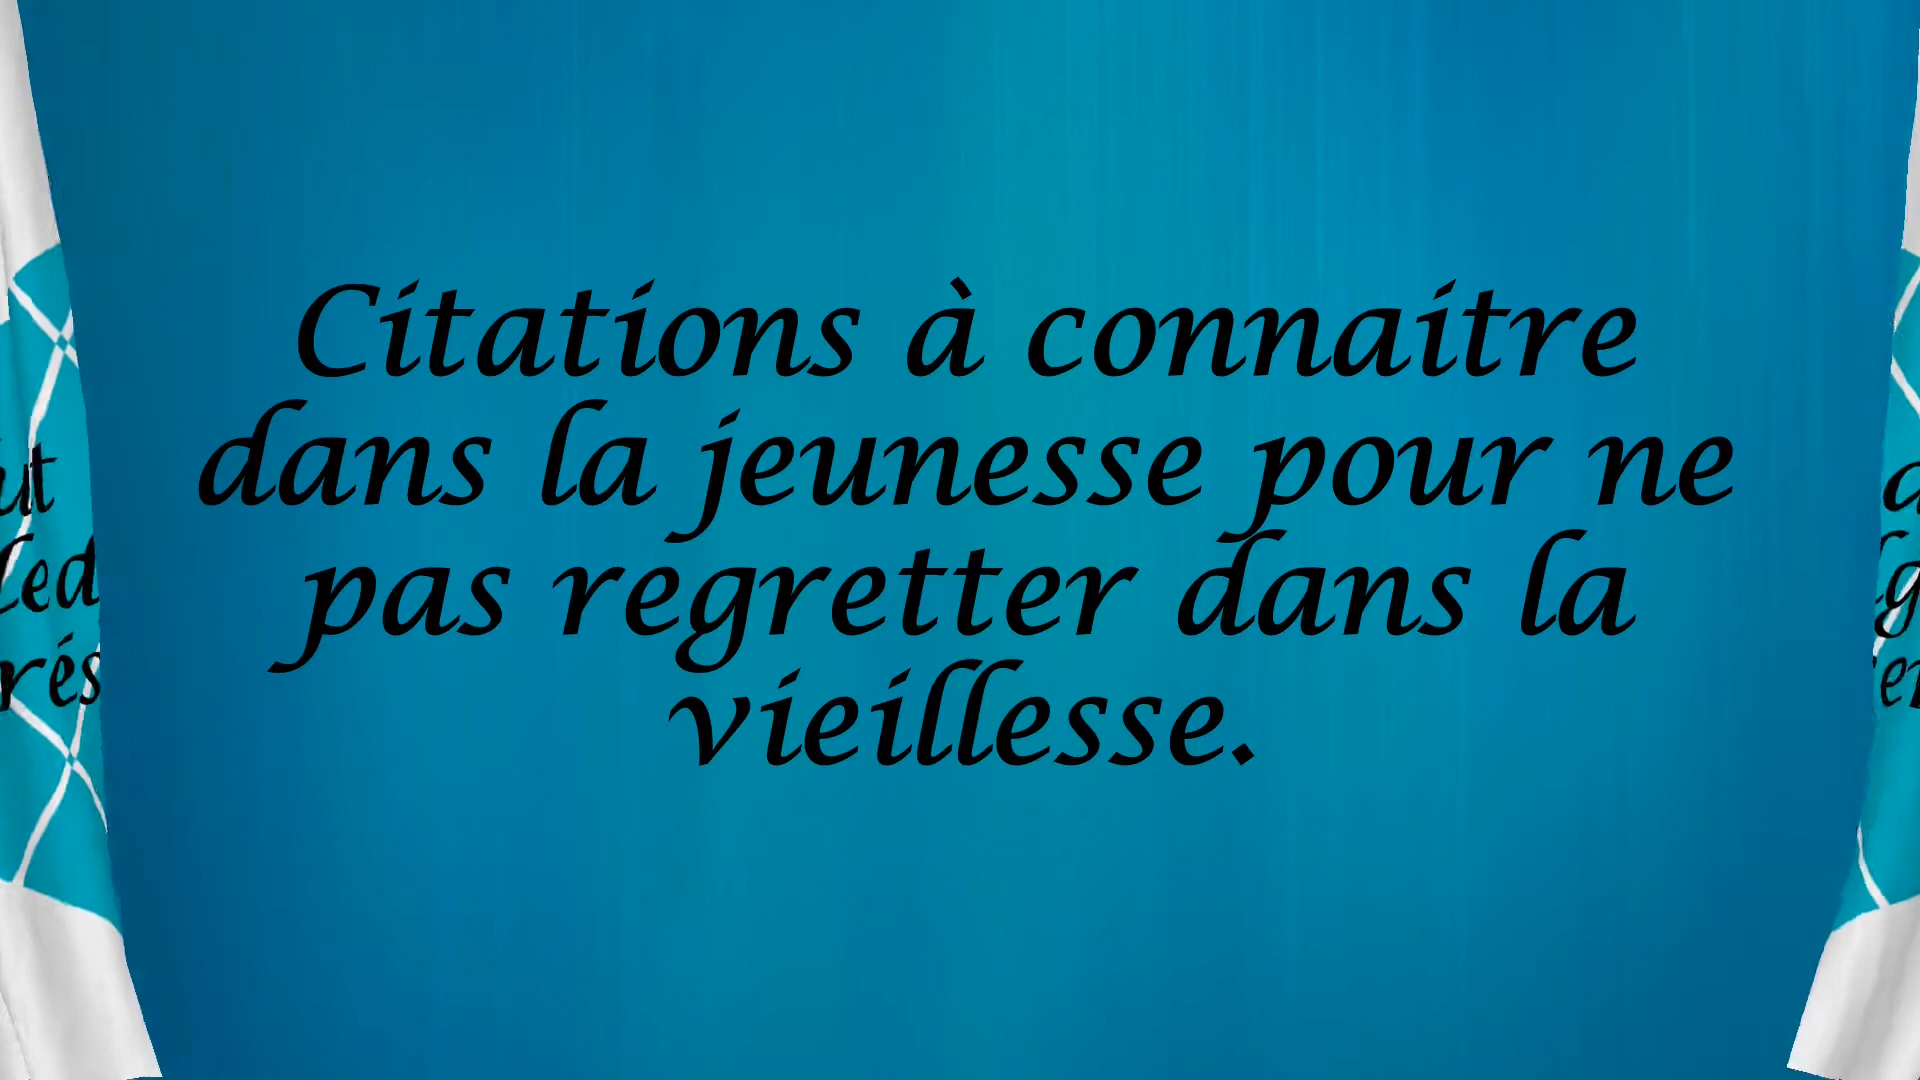 Citations à connaitre
dans la jeunesse pour ne
pas regretter dans la
vieillesse.